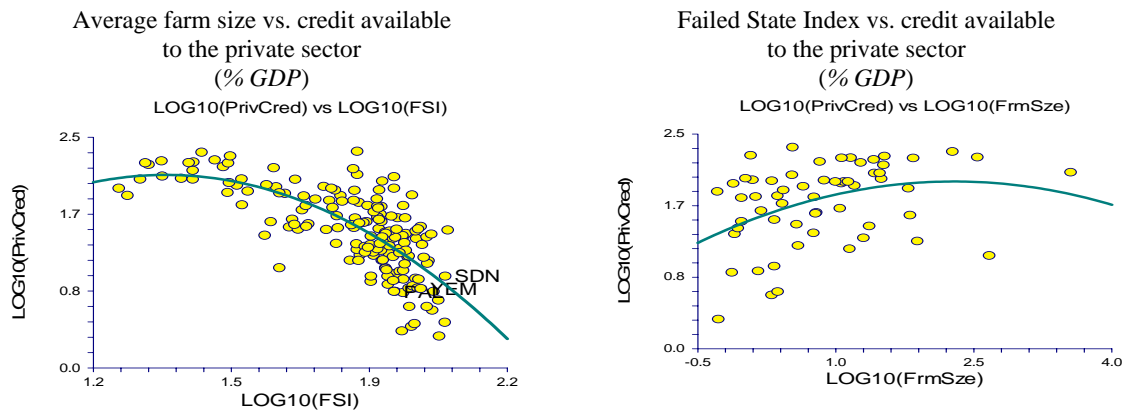 Average farm size vs. credit available
to the private sector
(% GDP)
LOG10(PrivCred) vs LOG10(FSI)
2.5
1.7
0.8
0.0
LOG10(PrivCred)
SDN
YEM
PAL
1.2
1.5
1.9
2.2
LOG10(FSI)
Failed State Index vs. credit available
to the private sector
(% GDP)
LOG10(PrivCred) vs LOG10(FrmSze)
2.5
1.7
0.8
0.0
LOG10(PrivCred)
-0.5
1.0
2.5
4.0
LOG10(FrmSze)